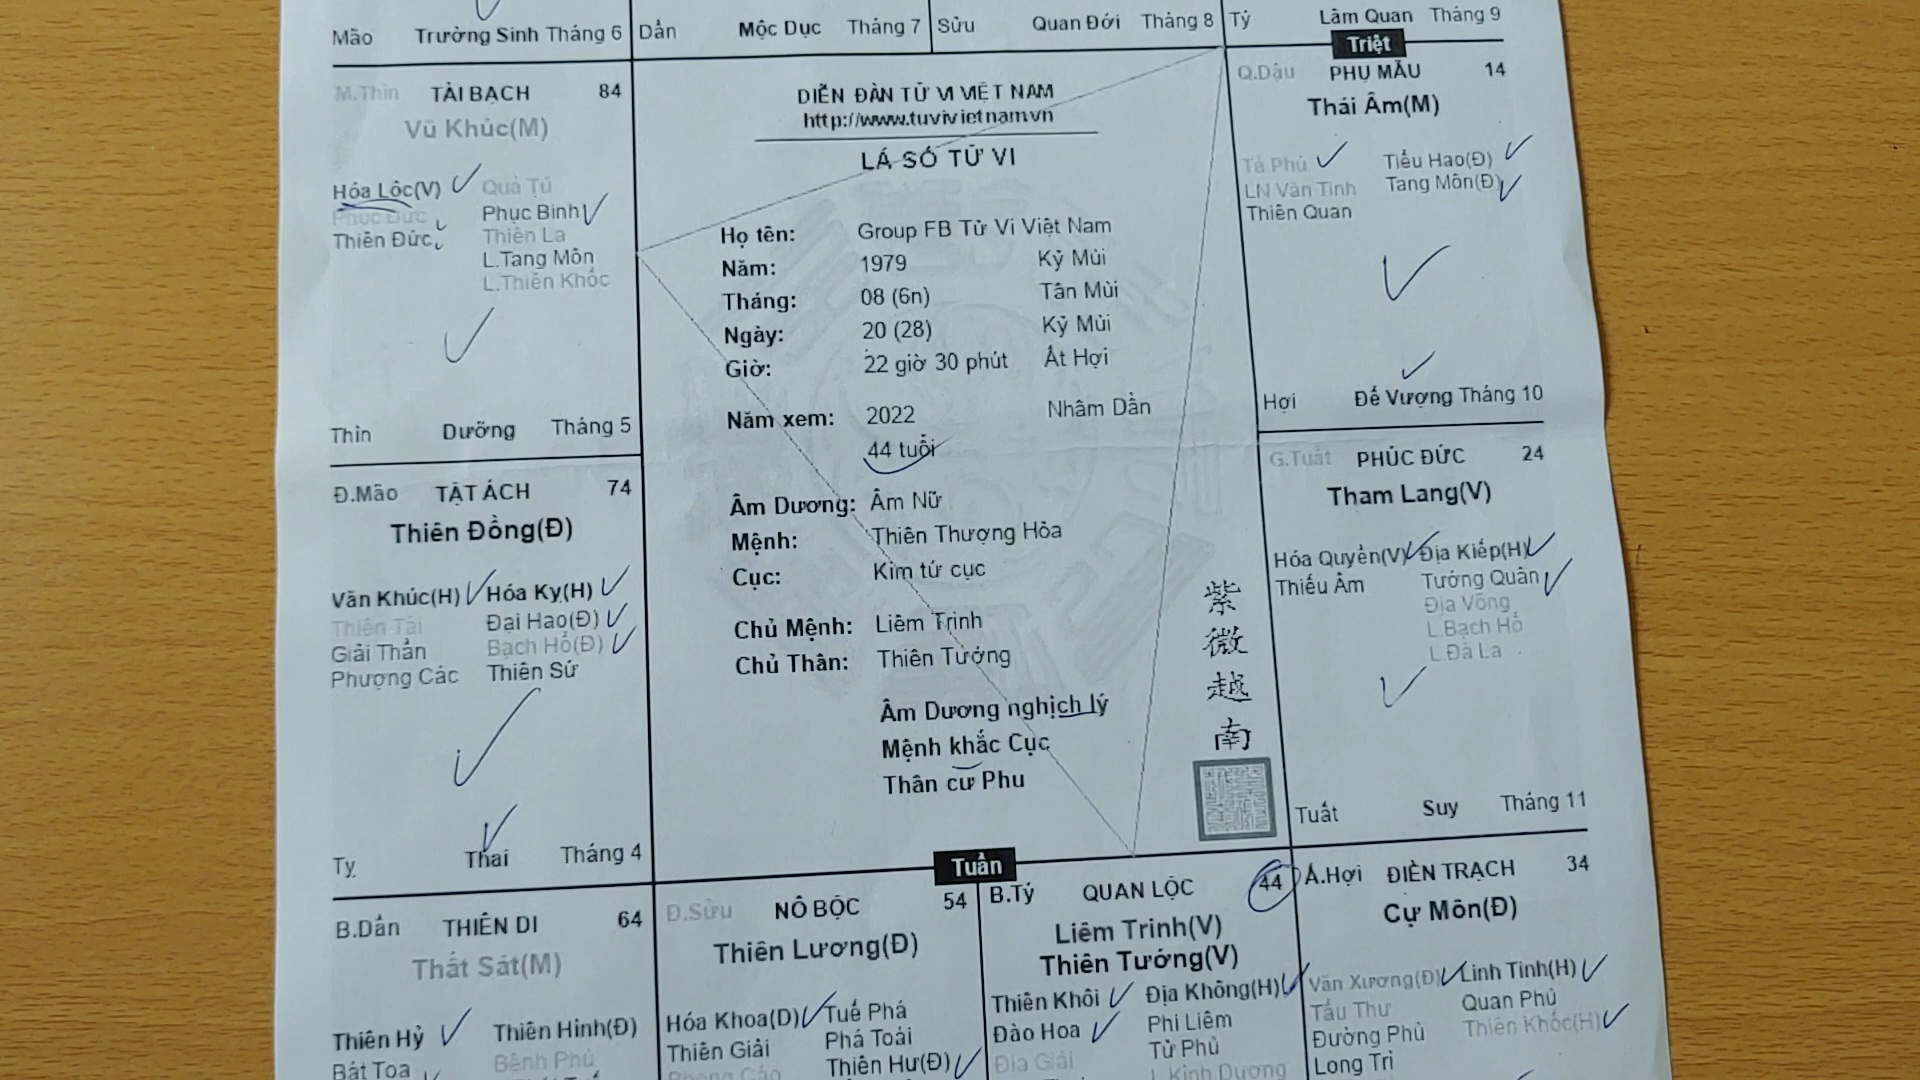 Mão Trường Sinh Tháng 6
Dần Mộc Dục Tháng 7
Sửu Quan Đới Tháng 8
Tý Lâm Quan Tháng 9
Triệt
M.Thìn TÀI BẠCH 84
Vũ Khúc(M)
Hóa Lộc(V) Quả Tú
Phúc Đức Phục Binh
Thiên Đức Thiên La
L.Tang Môn
L.Thiên Khốc
Thìn Dưỡng Tháng 5
DIỄN ĐÀN TỬ VI VIỆT NAM
http://www.tuvivietnam.vn
LÁ SỐ TỬ VI
Họ tên: Group FB Tử Vi Việt Nam
Năm: 1979 Kỷ Mùi
Tháng: 08 (6n) Tân Mùi
Ngày: 20 (28) Kỷ Mùi
Giờ: 22 giờ 30 phút Ất Hợi
Năm xem: 2022 Nhâm Dần
44 tuổi
Âm Dương: Âm Nữ
Mệnh: Thiên Thượng Hỏa
Cục: Kim tứ cục
Chủ Mệnh: Liêm Trinh
Chủ Thân: Thiên Tướng
Âm Dương nghịch lý
Mệnh khắc Cục
Thân cư Phu
紫
微
越
南
Q.Dậu PHỤ MẪU 14
Thái Âm(M)
Tả Phù Tiểu Hao(Đ)
LN Văn Tinh Tang Môn(Đ)
Thiên Quan
Hợi Đế Vượng Tháng 10
Đ.Mão TẬT ÁCH 74
Thiên Đồng(Đ)
Văn Khúc(H) Hóa Kỵ(H)
Thiên Tài Đại Hao(Đ)
Giải Thần Bạch Hổ(Đ)
Phượng Các Thiên Sứ
Tỵ Thai Tháng 4
G.Tuất PHÚC ĐỨC 24
Tham Lang(V)
Hóa Quyền(V) Địa Kiếp(H)
Thiếu Âm Tướng Quân
Địa Võng
L.Bạch Hổ
L.Đà La
Tuất Suy Tháng 11
Tuần
B.Dần THIÊN DI 64
Thất Sát(M)
Thiên Hỷ Thiên Hình(Đ)
Bát Tọa Bệnh Phù
Đ.Sửu NÔ BỘC 54
Thiên Lương(Đ)
Hóa Khoa(D) Tuế Phá
Thiên Giải Phá Toái
Phong Cáo Thiên Hư(Đ)
B.Tý QUAN LỘC 44
Liêm Trinh(V)
Thiên Tướng(V)
Thiên Khôi Địa Không(H)
Đào Hoa Phi Liêm
Địa Giải Tử Phù
L.Kình Dương
Ấ.Hợi ĐIỀN TRẠCH 34
Cự Môn(Đ)
Văn Xương(Đ) Linh Tinh(H)
Tấu Thư Quan Phù
Đường Phù Thiên Khốc(H)
Long Trì